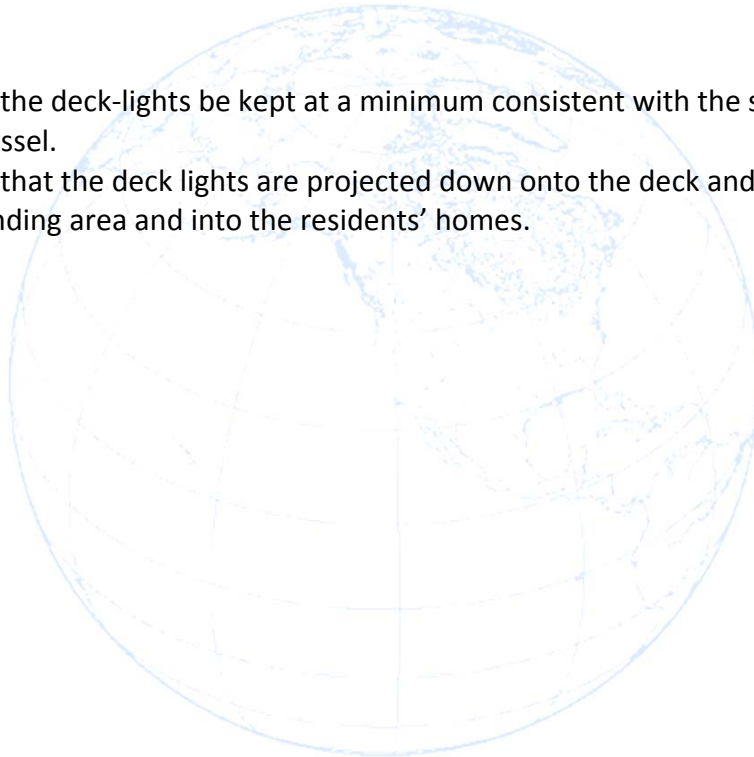 the deck-lights be kept at a minimum consistent with the
ssel.
that the deck lights are projected down onto the deck and
nding area and into the residents’ homes.